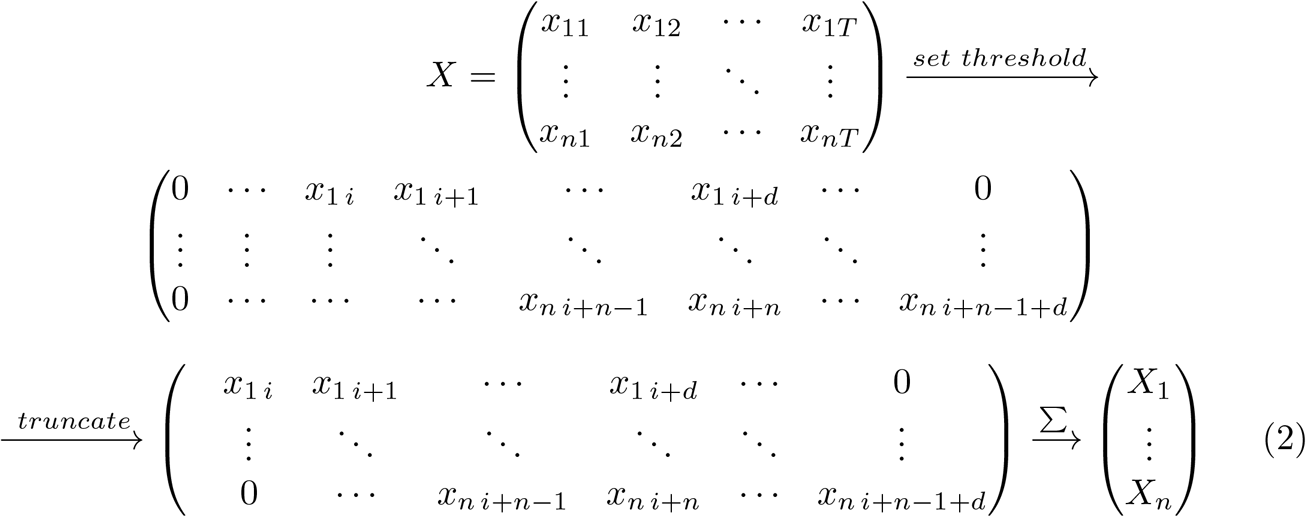 X = \begin{pmatrix} x_{11} & x_{12} & \cdots & x_{1T} \\ \vdots & \vdots & \ddots & \vdots \\ x_{n1} & x_{n2} & \cdots & x_{nT} \end{pmatrix} \xrightarrow{set\ threshold}
\begin{pmatrix} 0 & \cdots & x_{1\,i} & x_{1\,i+1} & \cdots & x_{1\,i+d} & \cdots & 0 \\ \vdots & \vdots & \vdots & \ddots & \ddots & \ddots & \ddots & \vdots \\ 0 & \cdots & \cdots & \cdots & x_{n\,i+n-1} & x_{n\,i+n} & \cdots & x_{n\,i+n-1+d} \end{pmatrix}
\xrightarrow{truncate} \begin{pmatrix} x_{1\,i} & x_{1\,i+1} & \cdots & x_{1\,i+d} & \cdots & 0 \\ \vdots & \ddots & \ddots & \ddots & \ddots & \vdots \\ 0 & \cdots & x_{n\,i+n-1} & x_{n\,i+n} & \cdots & x_{n\,i+n-1+d} \end{pmatrix} \xrightarrow{\sum} \begin{pmatrix} X_1 \\ \vdots \\ X_n \end{pmatrix} (2)